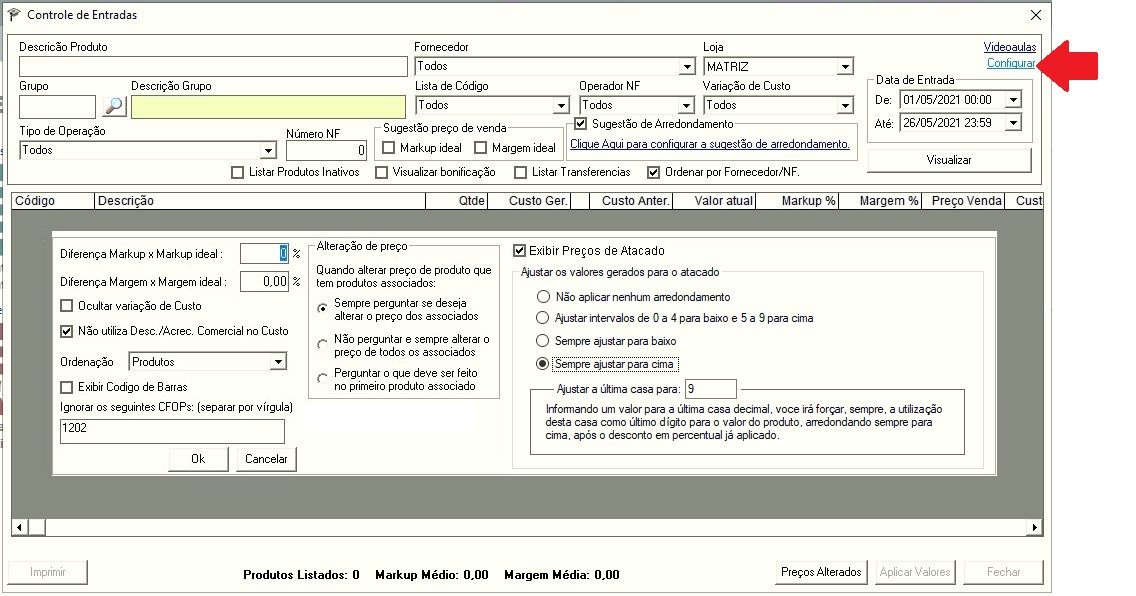 Controle de Entradas
Descricão Produto
Fornecedor
Loja
Videoaulas
Todos
MATRIZ
Configurar
Grupo
Descrição Grupo
Lista de Código
Operador NF
Variação de Custo
Data de Entrada
Todos
Todos
Todos
De: 01/05/2021 00:00
Até: 26/05/2021 23:59
Tipo de Operação
Número NF
Sugestão preço de venda
Sugestão de Arredondamento
Todos
0
Markup ideal
Margem ideal
Clique Aqui para configurar a sugestão de arredondamento.
Visualizar
Listar Produtos Inativos
Visualizar bonificação
Listar Transferencias
Ordenar por Fornecedor/NF.
Código Descrição Qtde Custo Ger. Custo Anter. Valor atual Markup % Margem % Preço Venda Cust
Diferença Markup x Markup ideal : 0 %
Diferença Margem x Margem ideal : 0,00 %
Ocultar variação de Custo
Não utiliza Desc./Acrec. Comercial no Custo
Ordenação Produtos
Exibir Codigo de Barras
Ignorar os seguintes CFOPs: (separar por vírgula)
1202
Ok
Cancelar
Alteração de preço
Quando alterar preço de produto que
tem produtos associados:
Sempre perguntar se deseja
alterar o preço dos associados
Não perguntar e sempre alterar o
preço de todos os associados
Perguntar o que deve ser feito
no primeiro produto associado
Exibir Preços de Atacado
Ajustar os valores gerados para o atacado
Não aplicar nenhum arredondamento
Ajustar intervalos de 0 a 4 para baixo e 5 a 9 para cima
Sempre ajustar para baixo
Sempre ajustar para cima
Ajustar a última casa para: 9
Informando um valor para a última casa decimal, voce irá forçar, sempre, a utilização
desta casa como último dígito para o valor do produto, arredondando sempre para
cima, após o desconto em percentual já aplicado.
Imprimir
Produtos Listados: 0 Markup Médio: 0,00 Margem Média: 0,00
Preços Alterados
Aplicar Valores
Fechar